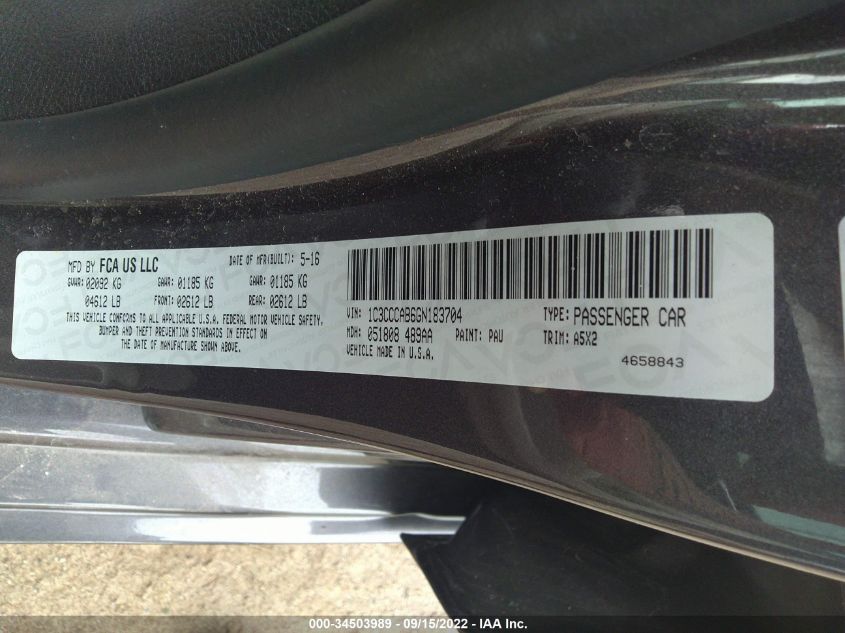 MFD BY FCA US LLC DATE OF MFR(BUILT): 5-16
GVWR: 02092 KG GAWR: 01185 KG GAWR: 01185 KG
04612 LB FRONT: 02612 LB REAR: 02612 LB
THIS VEHICLE CONFORMS TO ALL APPLICABLE U.S.A. FEDERAL MOTOR VEHICLE SAFETY,
BUMPER AND THEFT PREVENTION STANDARDS IN EFFECT ON
THE DATE OF MANUFACTURE SHOWN ABOVE.
VIN: 1C3CCCAB6GN183704 TYPE: PASSENGER CAR
MDH: 051808 489AA PAINT: PAU TRIM: A5X2
VEHICLE MADE IN U.S.A. 4658843
000-34503989 - 09/15/2022 - IAA Inc.